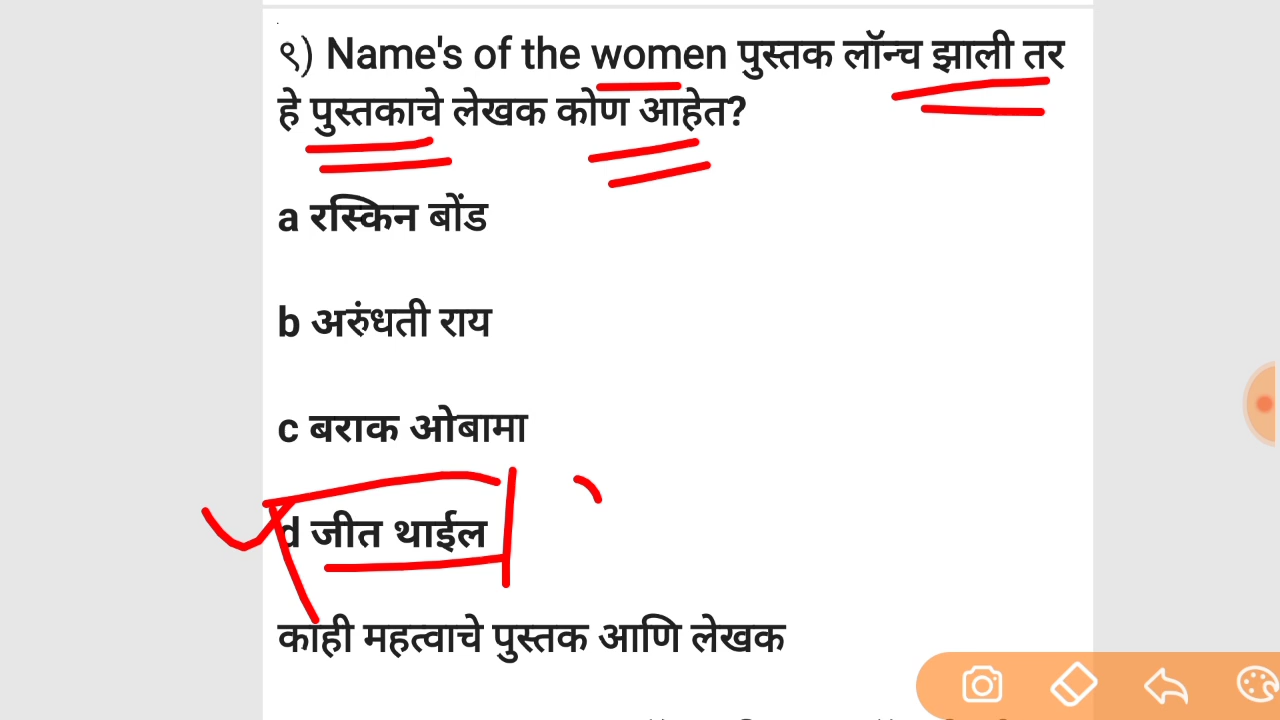 ९) Name's of the women पुस्तक लॉन्च झाली तर
हे पुस्तकाचे लेखक कोण आहेत?
a रस्किन बोंड
b अरुंधती राय
c बराक ओबामा
d जीत थाईल
काही महत्वाचे पुस्तक आणि लेखक